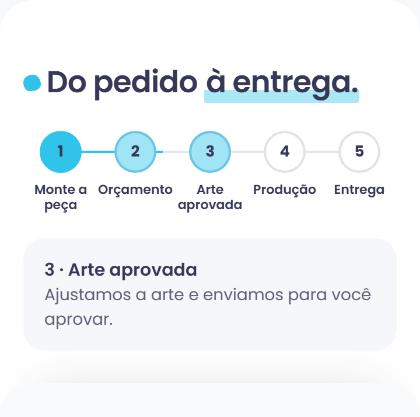 Do pedido à entrega.
1 2 3 4 5
Monte a Orçamento Arte Produção Entrega
peça aprovada
3 · Arte aprovada
Ajustamos a arte e enviamos para você
aprovar.